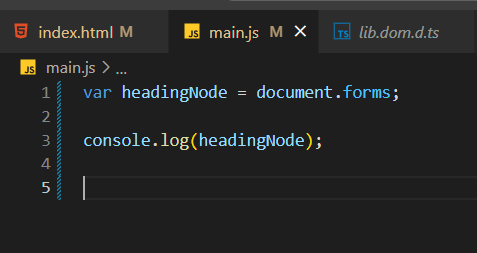 index.html M JS main.js M × TS lib.dom.d.ts
JS main.js > ...
1 var headingNode = document.forms;
2
3 console.log(headingNode);
4
5